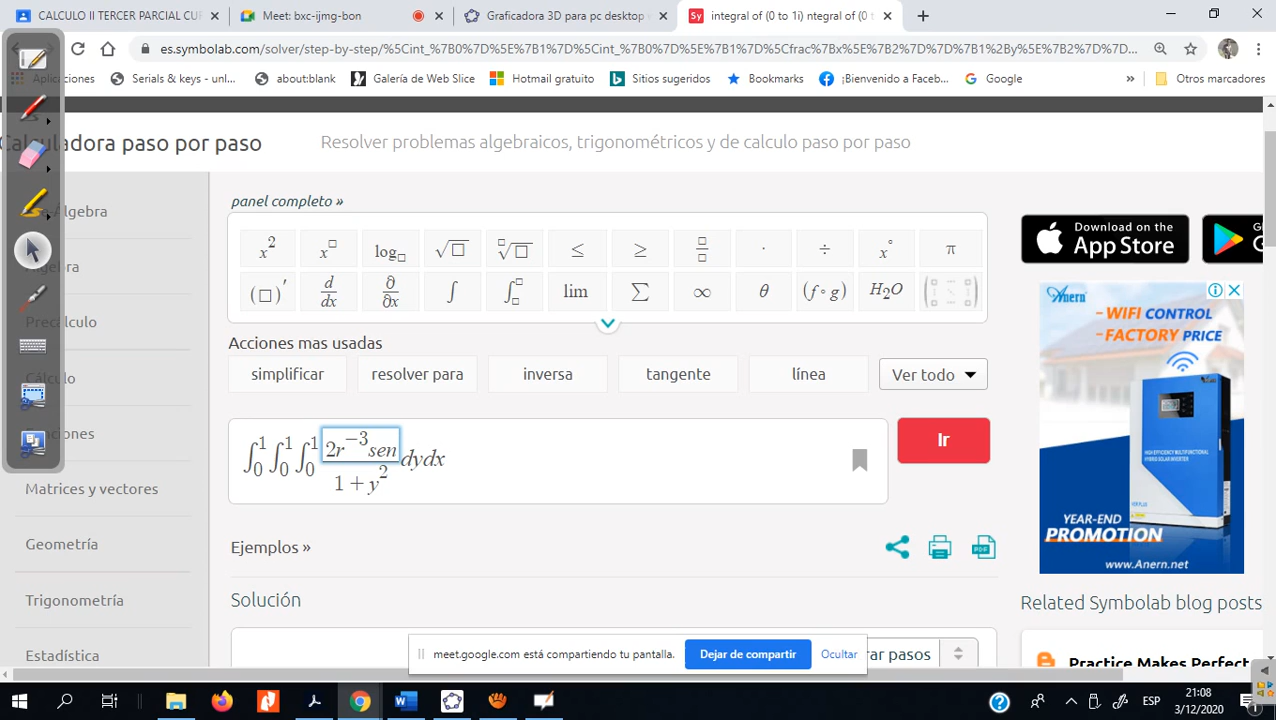 CALCULO II TERCER PARCIAL CUR
Meet: bxc-ijmg-bon
Graficadora 3D para pc desktop
integral of (0 to 1i) ntegral of (0
es.symbolab.com/solver/step-by-step/%5Cint_%7B0%7D%5E%7B1%7D%5Cint_%7B0%7D%5E%7B1%7D%5Cfrac%7Bx%5E%7B2%7D%7D%7B1%2By%5E%7B2%7D%7D...
Aplicaciones
Serials & keys - unl...
about:blank
Galería de Web Slice
Hotmail gratuito
Sitios sugeridos
Bookmarks
¡Bienvenido a Faceb...
Google
»
Otros marcadores
Calculadora paso por paso
Resolver problemas algebraicos, trigonométricos y de calculo paso por paso
Algebra
Precálculo
panel completo »
x² x^□ log□ √□ □√□ ≤ ≥ □/□ · ÷ x° π
(□)′ d/dx ∂/∂x ∫ ∫□^□ lim ∑ ∞ θ (f∘g) H₂O
Acciones mas usadas
simplificar
resolver para
inversa
tangente
línea
Ver todo
∫₀¹∫₀¹∫₀¹ 2r⁻³sen / 1 + y² dydx
Ir
Matrices y vectores
Geometría
Trigonometría
Estadística
Ejemplos »
PDF
Solución
Download on the
App Store
Anern
- WIFI CONTROL
- FACTORY PRICE
YEAR-END
PROMOTION
www.Anern.net
Related Symbolab blog posts
Practice Makes Perfect
meet.google.com está compartiendo tu pantalla.
Dejar de compartir
Ocultar
rar pasos
ESP
21:08
3/12/2020